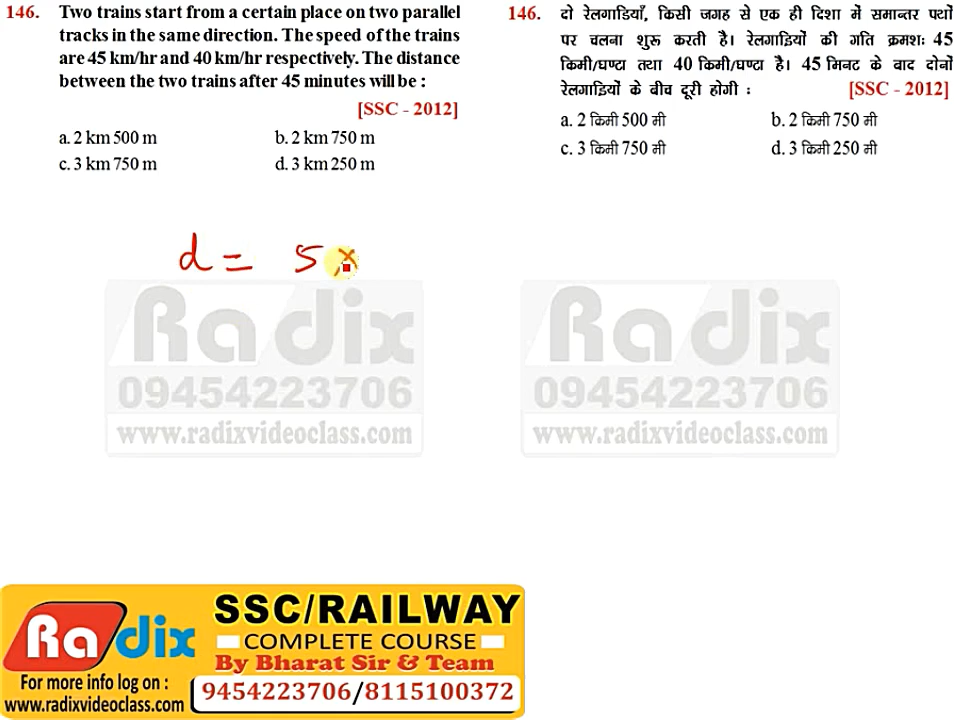 146. Two trains start from a certain place on two parallel
tracks in the same direction. The speed of the trains
are 45 km/hr and 40 km/hr respectively. The distance
between the two trains after 45 minutes will be :
[SSC - 2012]
a. 2 km 500 m b. 2 km 750 m
c. 3 km 750 m d. 3 km 250 m
146. दो रेलगाडियाँ, किसी जगह से एक ही दिशा में समान्तर पथों
पर चलना शुरू करती है। रेलगाड़ियों की गति क्रमशः 45
किमी/घण्टा तथा 40 किमी/घण्टा है। 45 मिनट के बाद दोनों
रेलगाड़ियों के बीच दूरी होगी : [SSC - 2012]
a. 2 किमी 500 मी b. 2 किमी 750 मी
c. 3 किमी 750 मी d. 3 किमी 250 मी
d = 5 ×
Radix
09454223706
www.radixvideoclass.com
Radix
09454223706
www.radixvideoclass.com
Radix
For more info log on :
www.radixvideoclass.com
SSC/RAILWAY
COMPLETE COURSE
By Bharat Sir & Team
9454223706/8115100372